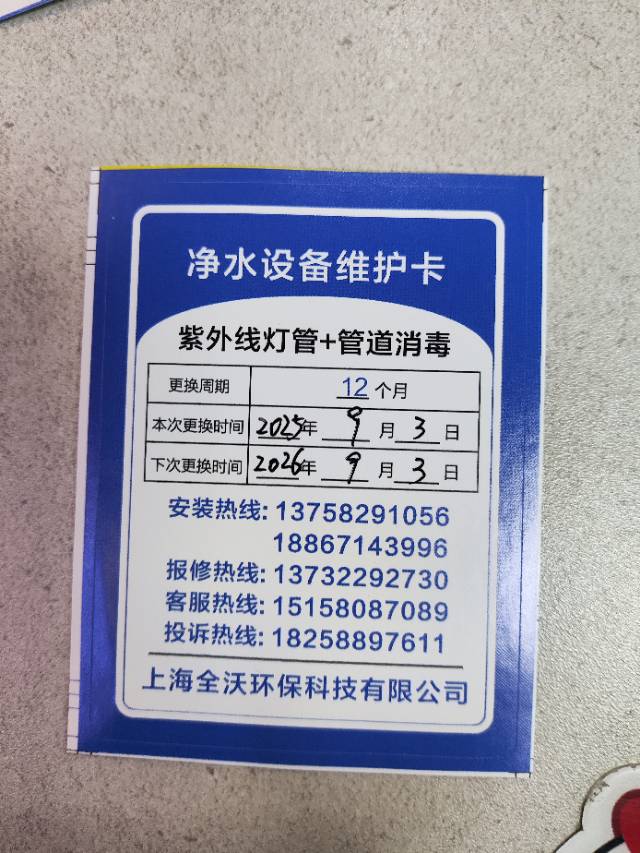 净水设备维护卡
紫外线灯管+管道消毒
更换周期 12 个月
本次更换时间 2025年 9 月 3 日
下次更换时间 2026年 9 月 3 日
安装热线: 13758291056
18867143996
报修热线: 13732292730
客服热线: 15158087089
投诉热线: 18258897611
上海全沃环保科技有限公司